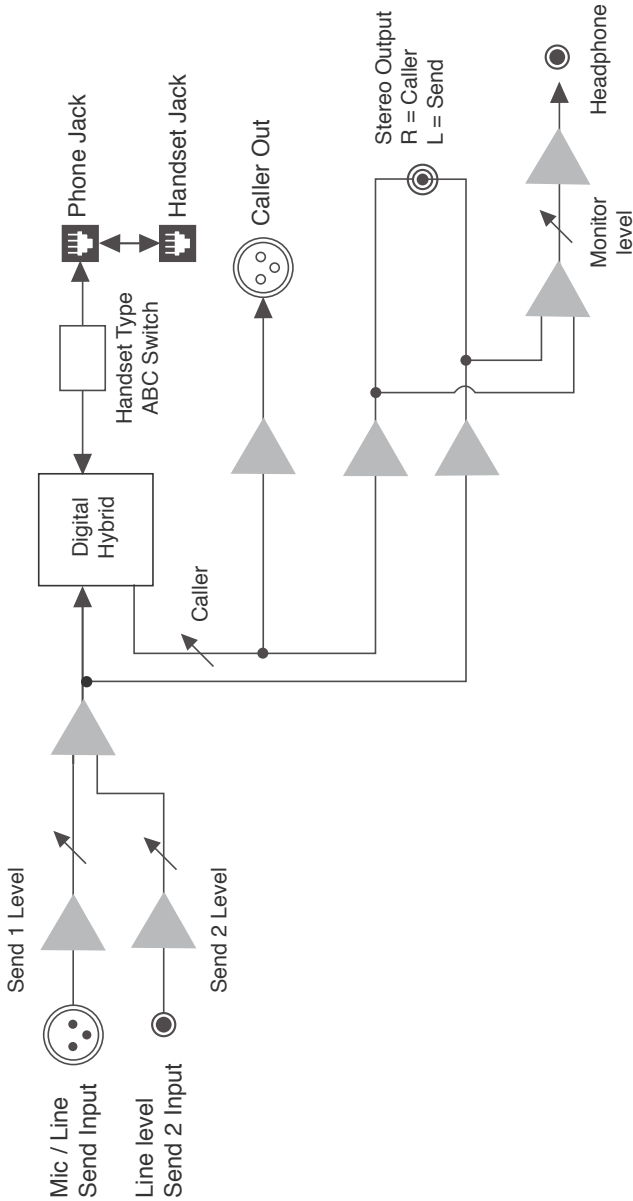 Mic / Line
Send Input
Send 1 Level
Line level
Send 2 Input
Send 2 Level
Digital
Hybrid
Caller
Handset Type
ABC Switch
Phone Jack
Handset Jack
Caller Out
Stereo Output
R = Caller
L = Send
Monitor
level
Headphone